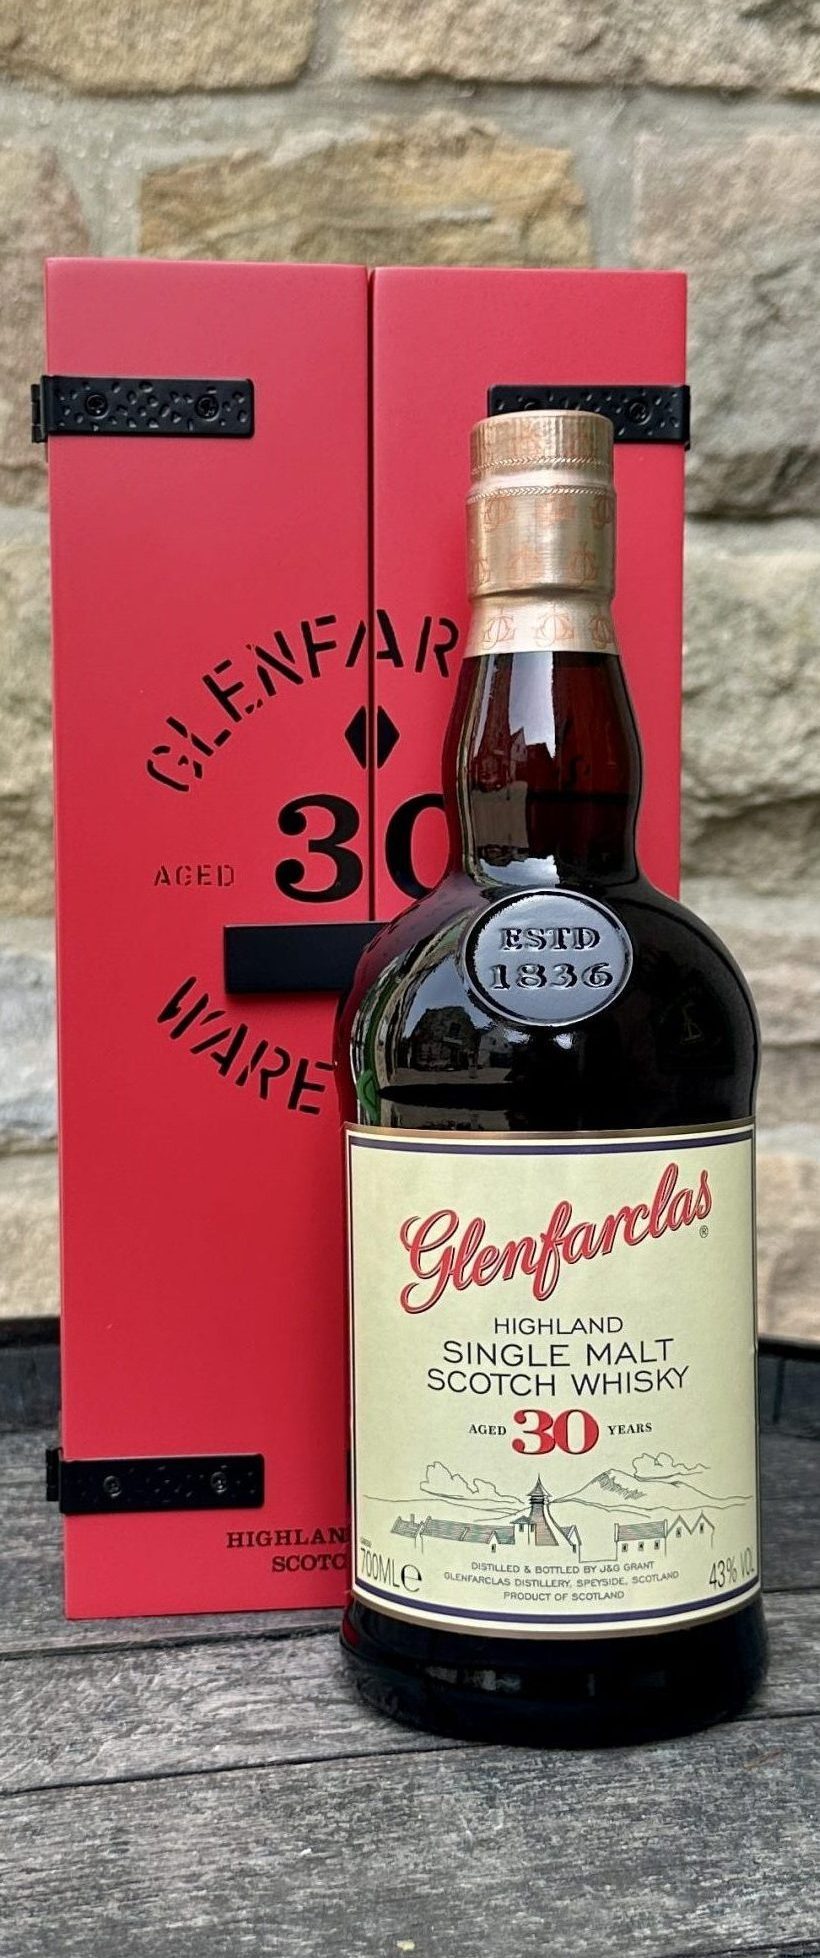 GLENFAR
AGED 30
WARE
HIGHLAN
SCOTC
ESTD
1836
Glenfarclas®
HIGHLAND
SINGLE MALT
SCOTCH WHISKY
AGED 30 YEARS
700ML℮
43% VOL
DISTILLED & BOTTLED BY J&G GRANT
GLENFARCLAS DISTILLERY, SPEYSIDE, SCOTLAND
PRODUCT OF SCOTLAND